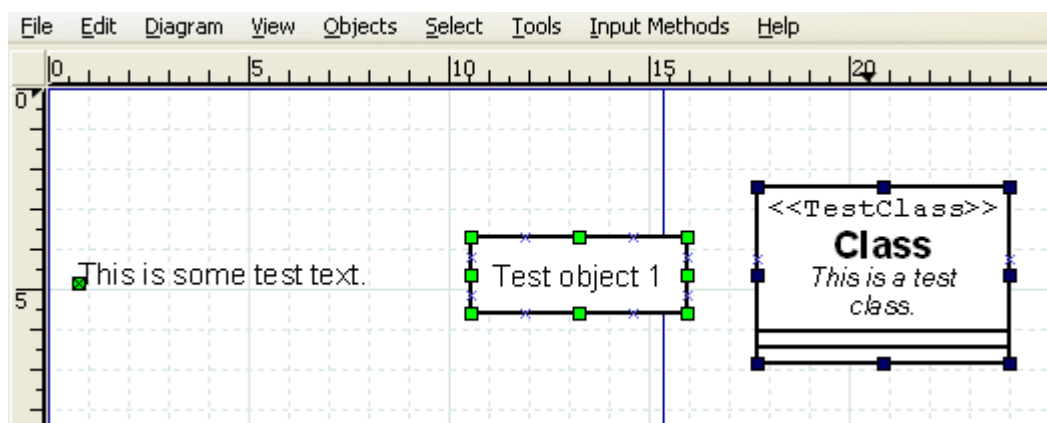 File Edit Diagram View Objects Select Tools Input Methods Help
0 5 10 15 20
0
5
This is some test text.
Test object 1
<<TestClass>>
Class
This is a test
class.